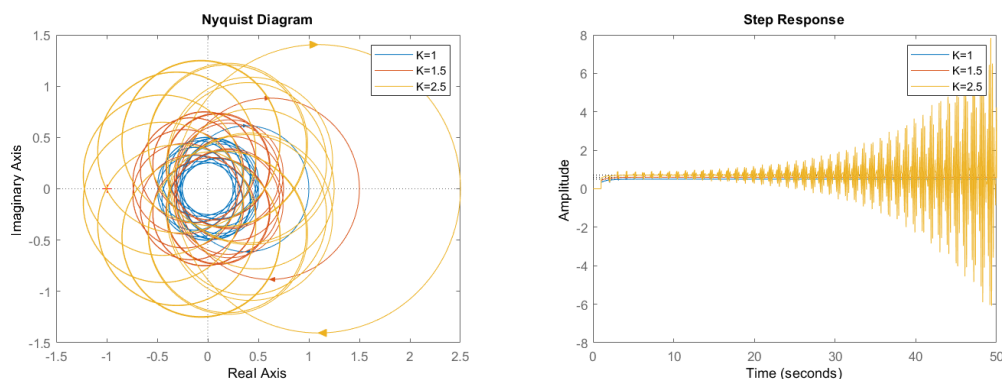 Nyquist Diagram
1.5
1
0.5
0
-0.5
-1
-1.5
Imaginary Axis
-1.5 -1 -0.5 0 0.5 1 1.5 2 2.5
Real Axis
K=1
K=1.5
K=2.5
Step Response
8
6
4
2
0
-2
-4
-6
-8
Amplitude
0 10 20 30 40 50
Time (seconds)
K=1
K=1.5
K=2.5